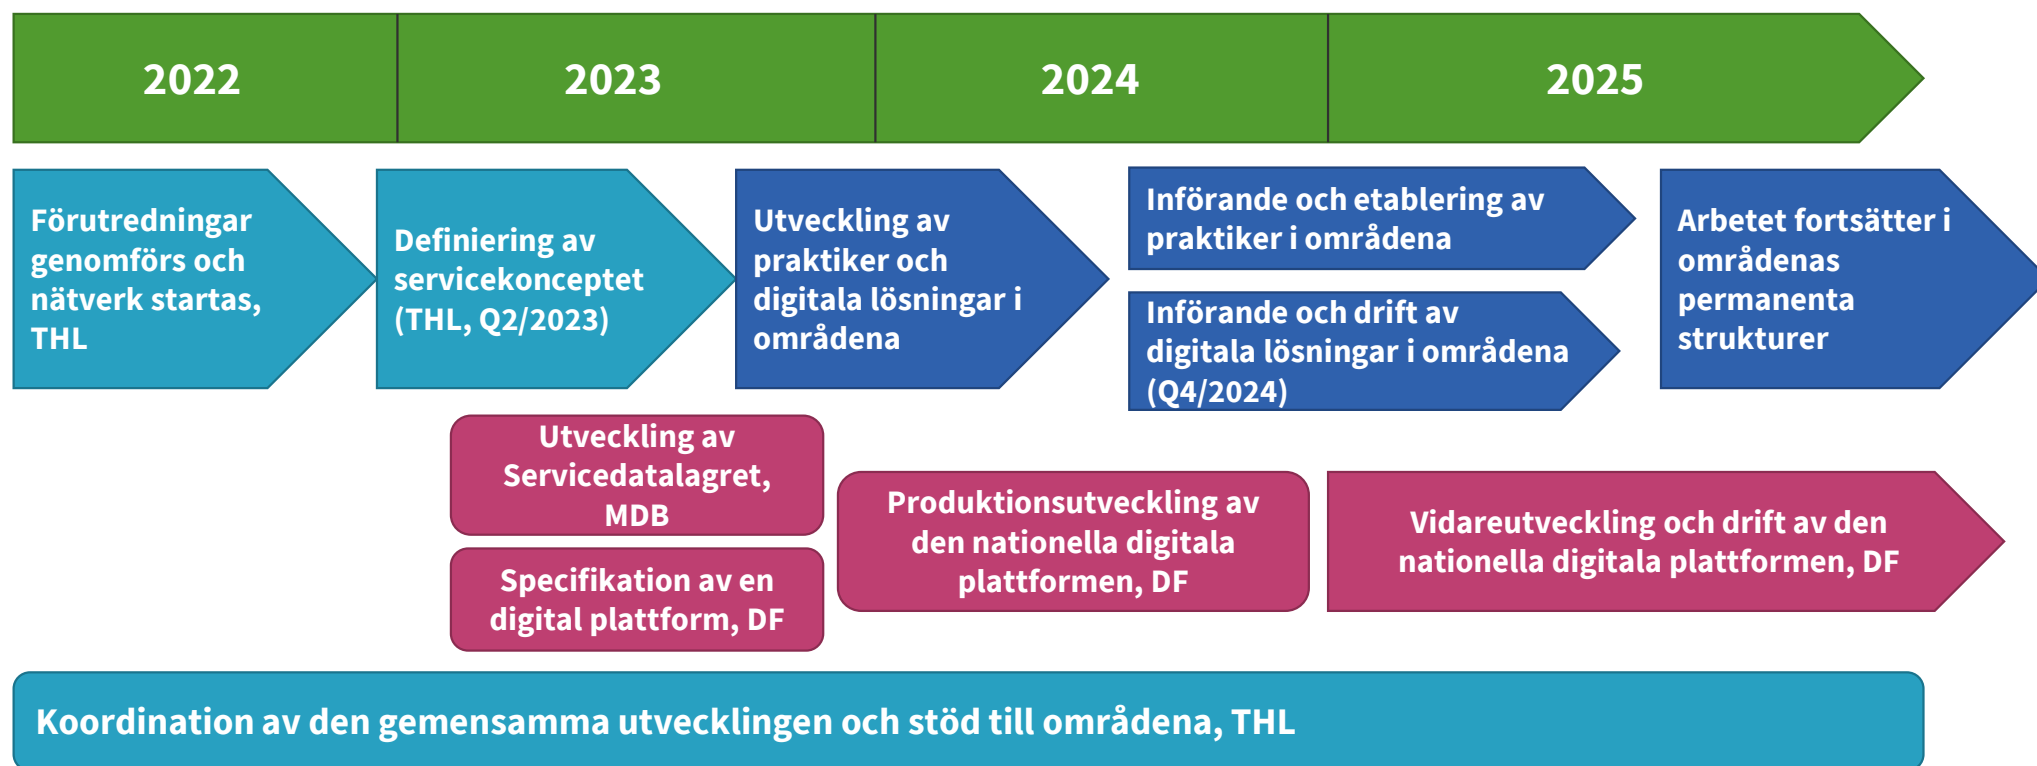 2022
2023
2024
2025
Förutredningar
genomförs och
nätverk startas,
THL
Definiering av
servicekonceptet
(THL, Q2/2023)
Utveckling av
praktiker och
digitala lösningar i
områdena
Införande och etablering av
praktiker i områdena
Införande och drift av
digitala lösningar i områdena
(Q4/2024)
Arbetet fortsätter i
områdenas
permanenta
strukturer
Utveckling av
Servicedatalagret,
MDB
Specifikation av en
digital plattform, DF
Produktionsutveckling av
den nationella digitala
plattformen, DF
Vidareutveckling och drift av den
nationella digitala plattformen, DF
Koordination av den gemensamma utvecklingen och stöd till områdena, THL